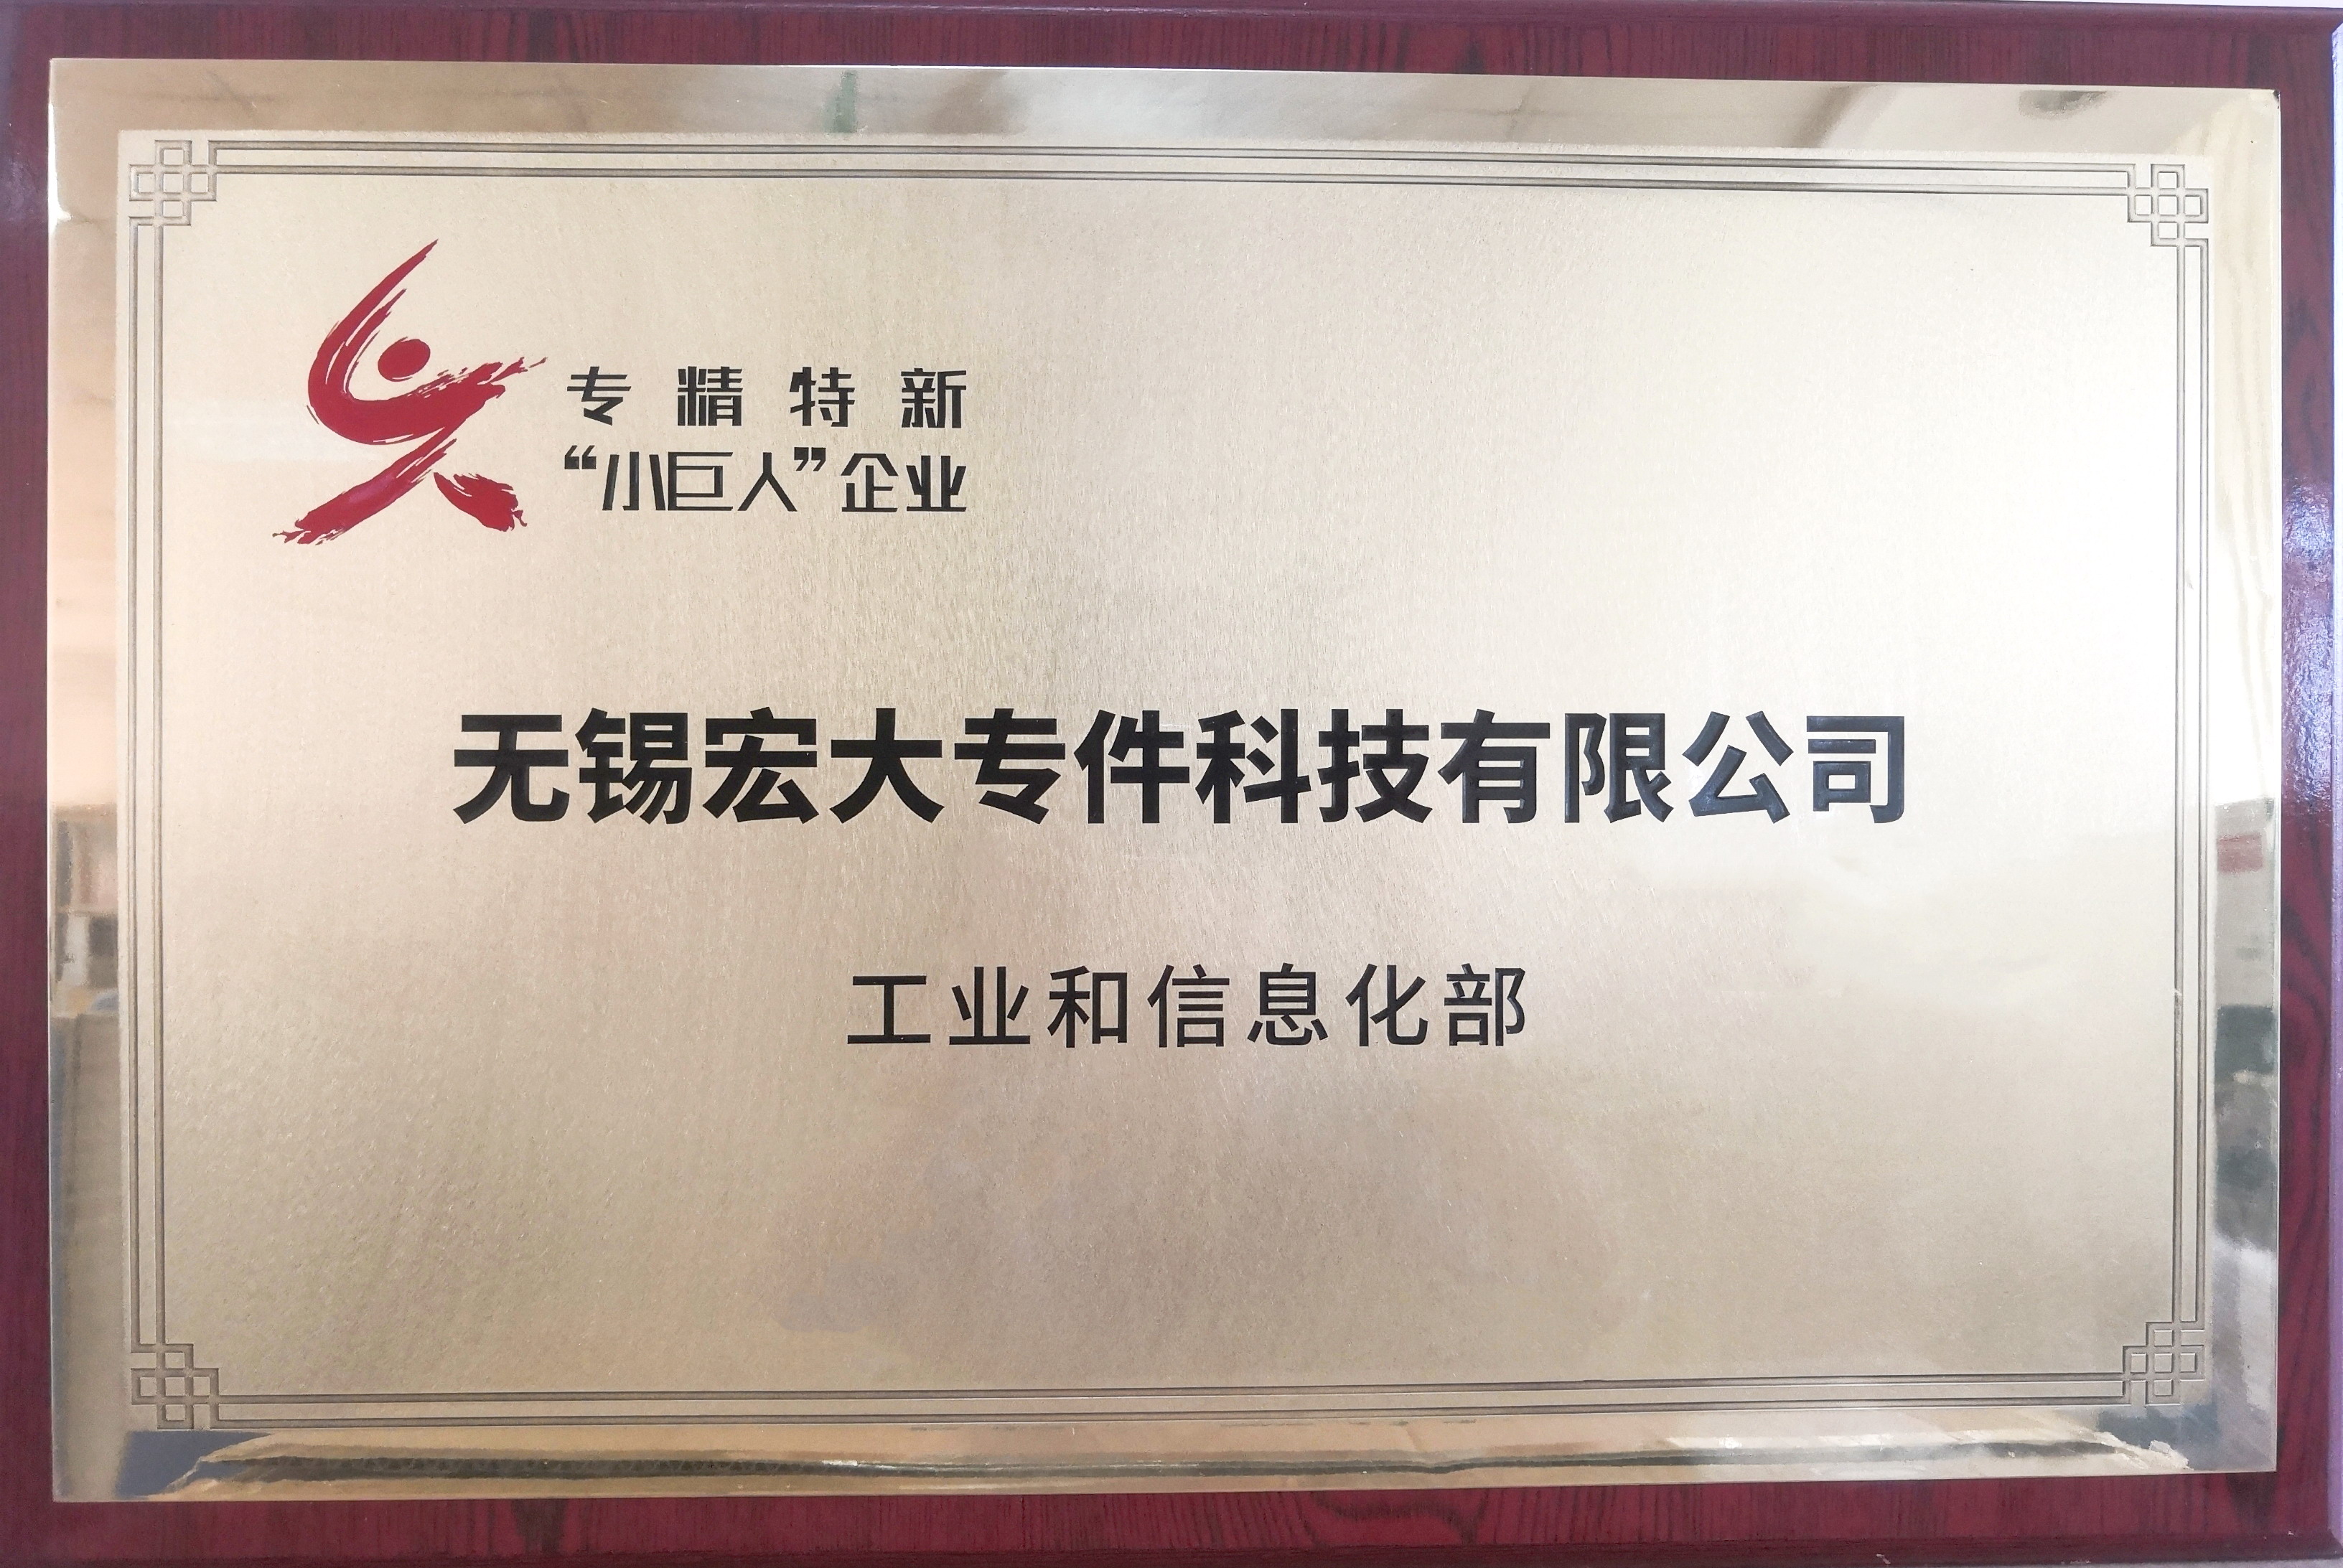 专精特新
“小巨人”企业
无锡宏大专件科技有限公司
工业和信息化部